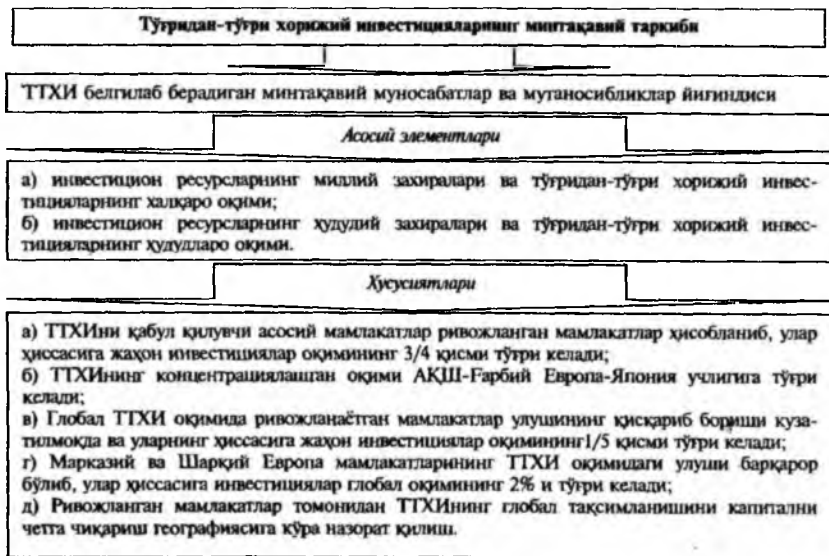 Тўғридан-тўғри хорижий инвестицияларнинг минтақавий таркиби
ТТХИ белгилаб берадиган минтақавий муносабатлар ва мутаносибликлар йиғиндиси
Асосий элементлари
а) инвестицион ресурсларнинг миллий захиралари ва тўғридан-тўғри хорижий инвес-
тицияларнинг халқаро оқими;
б) инвестицион ресурсларнинг ҳудудий захиралари ва тўғридан-тўғри хорижий инвес-
тицияларнинг ҳудудларо оқими.
Хусусиятлари
а) ТТХИни қабул қилувчи асосий мамлакатлар ривожланган мамлакатлар ҳисобланиб, улар
ҳиссасига жаҳон инвестициялар оқимининг 3/4 қисми тўғри келади;
б) ТТХИнинг концентрациялашган оқими АҚШ-Ғарбий Европа-Япония учлигига тўғри
келади;
в) Глобал ТТХИ оқимида ривожланаётган мамлакатлар улушининг қисқариб бориши куза-
тилмоқда ва уларнинг ҳиссасига жаҳон инвестициялар оқимининг1/5 қисми тўғри келади;
г) Марказий ва Шарқий Европа мамлакатларининг ТТХИ оқимидаги улуши барқарор
бўлиб, улар ҳиссасига инвестициялар глобал оқимининг 2% и тўғри келади;
д) Ривожланган мамлакатлар томонидан ТТХИнинг глобал тақсимланишини капитални
четга чиқариш географиясига кўра назорат қилиш.